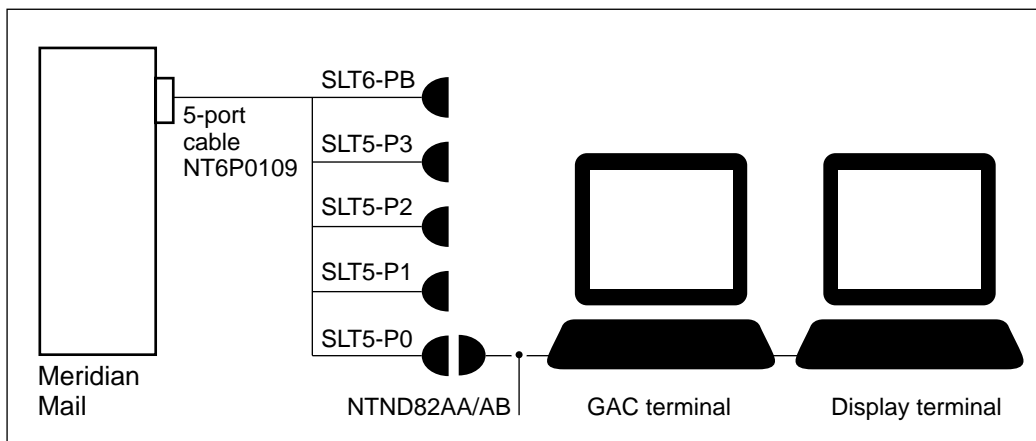 SLT6-PB
5-port
cable
NT6P0109
SLT5-P3
SLT5-P2
SLT5-P1
SLT5-P0
Meridian
Mail
NTND82AA/AB
GAC terminal
Display terminal